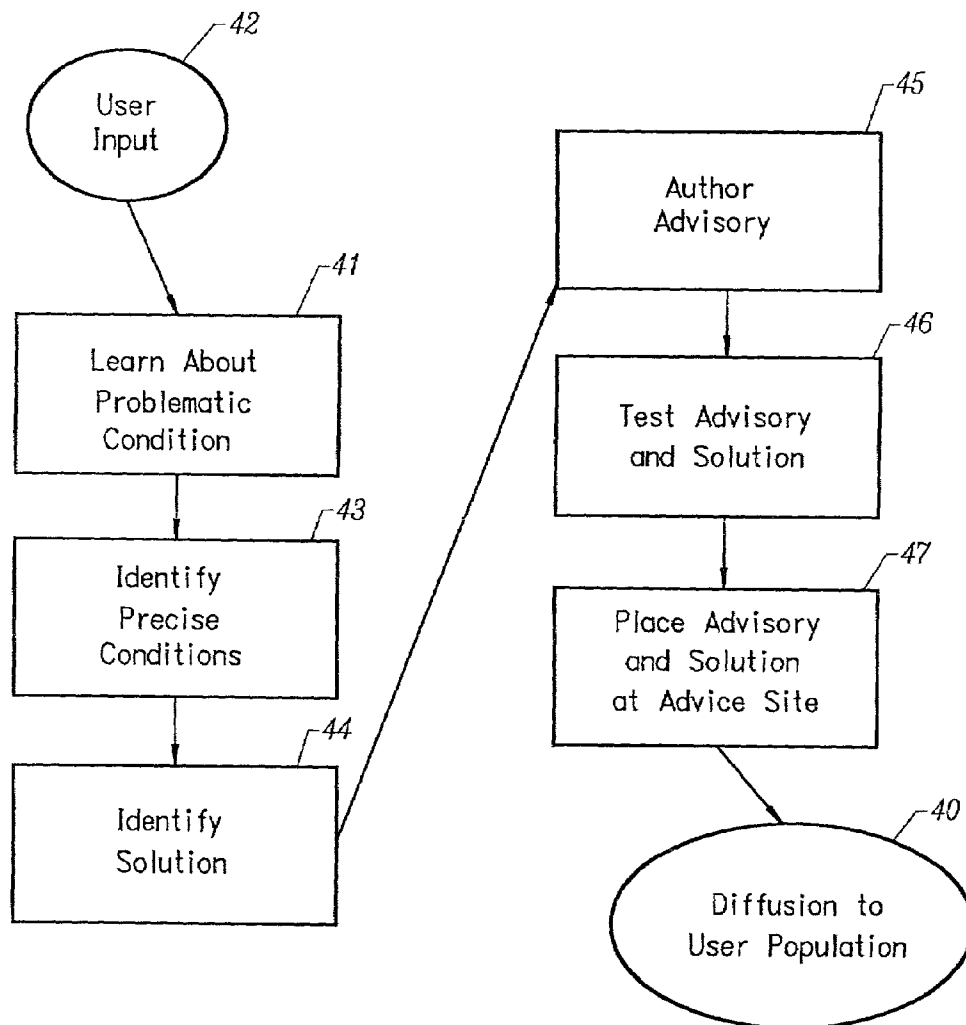 42
User
Input
41
Learn About
Problematic
Condition
43
Identify
Precise
Conditions
44
Identify
Solution
45
Author
Advisory
46
Test Advisory
and Solution
47
Place Advisory
and Solution
at Advice Site
40
Diffusion to
User Population